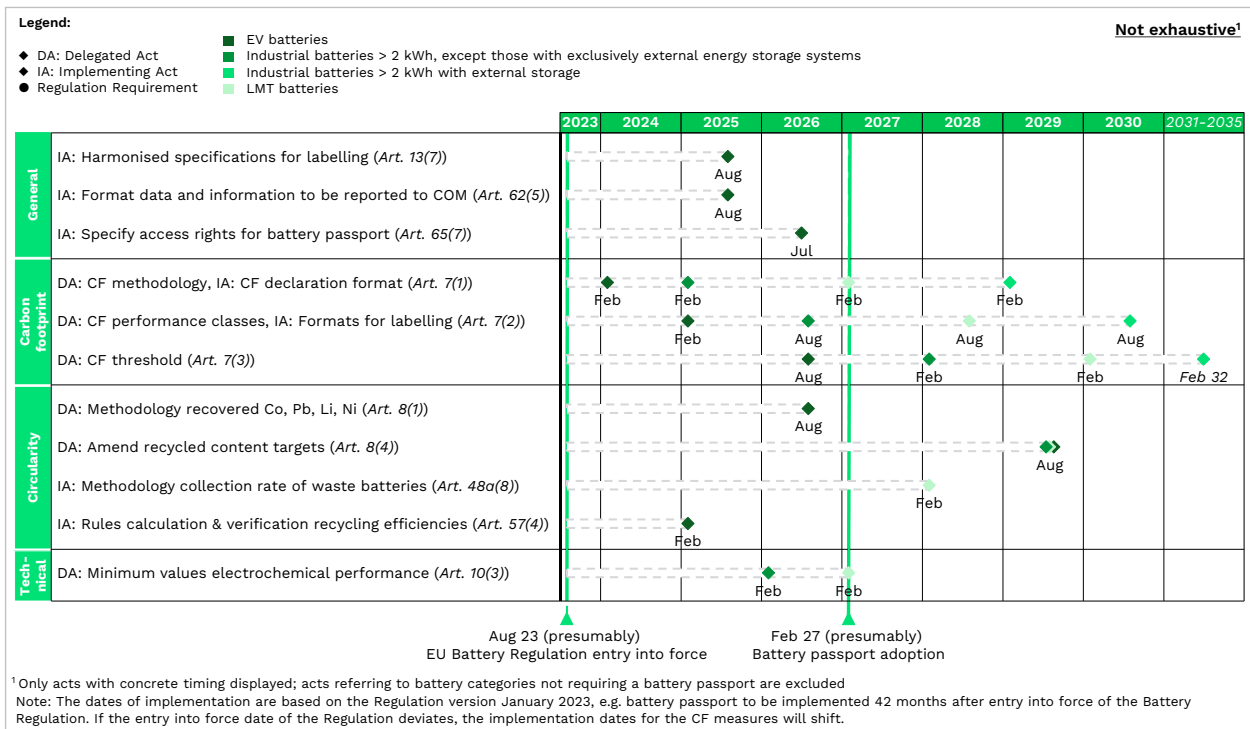 Legend:
Not exhaustive¹
EV batteries
DA: Delegated Act
Industrial batteries > 2 kWh, except those with exclusively external energy storage systems
IA: Implementing Act
Industrial batteries > 2 kWh with external storage
Regulation Requirement
LMT batteries
2023 2024 2025 2026 2027 2028 2029 2030 2031–2035
General
IA: Harmonised specifications for labelling (Art. 13(7))
Aug
IA: Format data and information to be reported to COM (Art. 62(5))
Aug
IA: Specify access rights for battery passport (Art. 65(7))
Jul
Carbon
footprint
DA: CF methodology, IA: CF declaration format (Art. 7(1))
Feb Feb Feb Feb
DA: CF performance classes, IA: Formats for labelling (Art. 7(2))
Feb Aug Aug Aug
DA: CF threshold (Art. 7(3))
Aug Feb Feb Feb 32
Circularity
DA: Methodology recovered Co, Pb, Li, Ni (Art. 8(1))
Aug
DA: Amend recycled content targets (Art. 8(4))
Aug
IA: Methodology collection rate of waste batteries (Art. 48a(8))
Feb
IA: Rules calculation & verification recycling efficiencies (Art. 57(4))
Feb
Tech-
nical
DA: Minimum values electrochemical performance (Art. 10(3))
Feb Feb
Aug 23 (presumably)
EU Battery Regulation entry into force
Feb 27 (presumably)
Battery passport adoption
¹ Only acts with concrete timing displayed; acts referring to battery categories not requiring a battery passport are excluded
Note: The dates of implementation are based on the Regulation version January 2023, e.g. battery passport to be implemented 42 months after entry into force of the Battery
Regulation. If the entry into force date of the Regulation deviates, the implementation dates for the CF measures will shift.